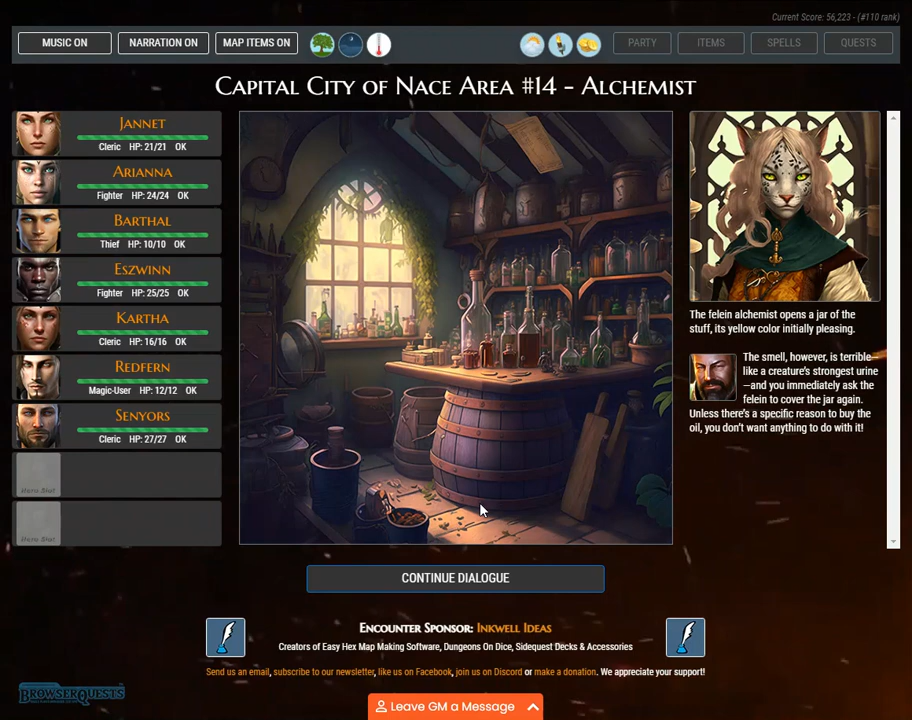 Current Score: 56,223 - (#110 rank)
MUSIC ON
NARRATION ON
MAP ITEMS ON
PARTY
ITEMS
SPELLS
QUESTS
Capital City of Nace Area #14 - Alchemist
Jannet
Cleric HP: 21/21 OK
Arianna
Fighter HP: 24/24 OK
Barthal
Thief HP: 10/10 OK
Eszwinn
Fighter HP: 25/25 OK
Kartha
Cleric HP: 16/16 OK
Redfern
Magic-User HP: 12/12 OK
Senyors
Cleric HP: 27/27 OK
Hero Slot
Hero Slot
The felein alchemist opens a jar of the
stuff, its yellow color initially pleasing.
The smell, however, is terrible—
like a creature's strongest urine
—and you immediately ask the
felein to cover the jar again.
Unless there's a specific reason to buy the
oil, you don't want anything to do with it!
CONTINUE DIALOGUE
Encounter Sponsor: Inkwell Ideas
Creators of Easy Hex Map Making Software, Dungeons On Dice, Sidequest Decks & Accessories
Send us an email, subscribe to our newsletter, like us on Facebook, join us on Discord or make a donation. We appreciate your support!
BrowserQuests
Leave GM a Message